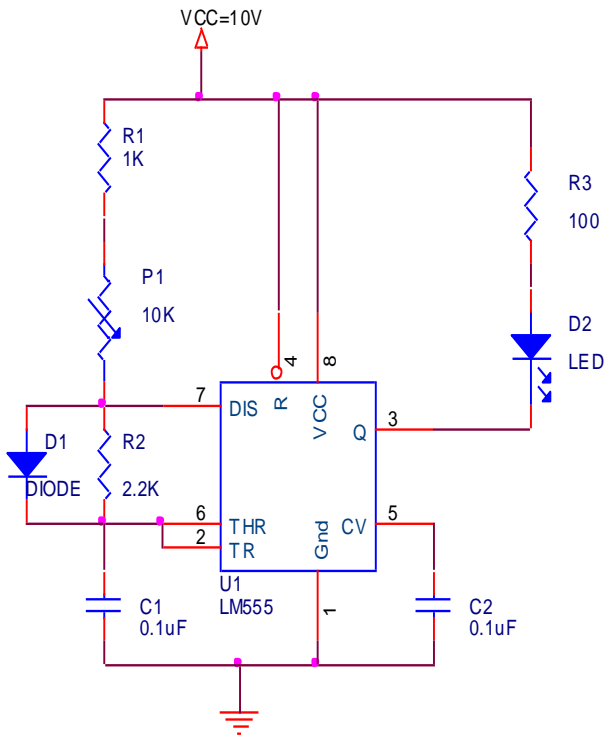 VCC=10V
R1
1K
R3
100
P1
10K
D2
LED
4
8
7
DIS
R
VCC
3
Q
D1
DIODE
R2
2.2K
6
THR
2
TR
Gnd
CV
5
U1
LM555
1
C1
0.1uF
C2
0.1uF